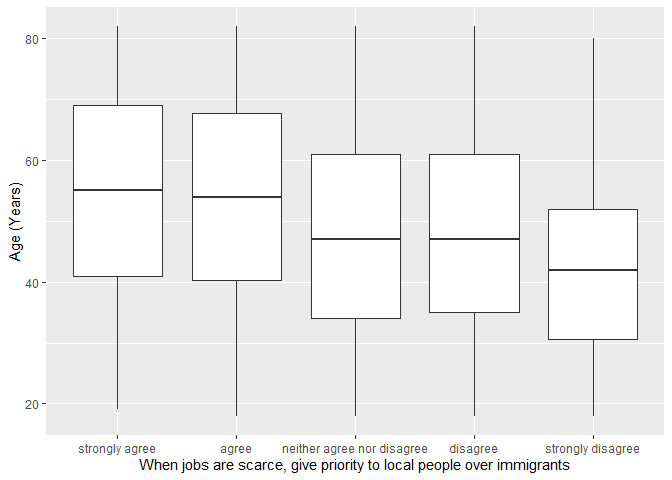 Age (Years)
80
60
40
20
strongly agree
agree
neither agree nor disagree
disagree
strongly disagree
When jobs are scarce, give priority to local people over immigrants